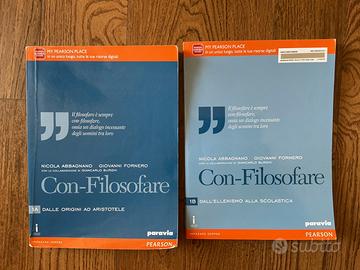 MY PEARSON PLACE
in un unico luogo, tutte le tue risorse digitali
Il filosofare è sempre
con-filosofare,
ossia un dialogo incessante
degli uomini tra loro
NICOLA ABBAGNANO GIOVANNI FORNERO
CON LA COLLABORAZIONE DI GIANCARLO BURGHI
Con-Filosofare
1A DALLE ORIGINI AD ARISTOTELE
paravia
PEARSON
MY PEARSON PLACE
in un unico luogo, tutte le tue risorse digitali
Il filosofare è sempre
con-filosofare,
ossia un dialogo incessante
degli uomini tra loro
NICOLA ABBAGNANO GIOVANNI FORNERO
CON LA COLLABORAZIONE DI GIANCARLO BURGHI
Con-Filosofare
1B DALL'ELLENISMO ALLA SCOLASTICA
paravia
PEARSON
subito